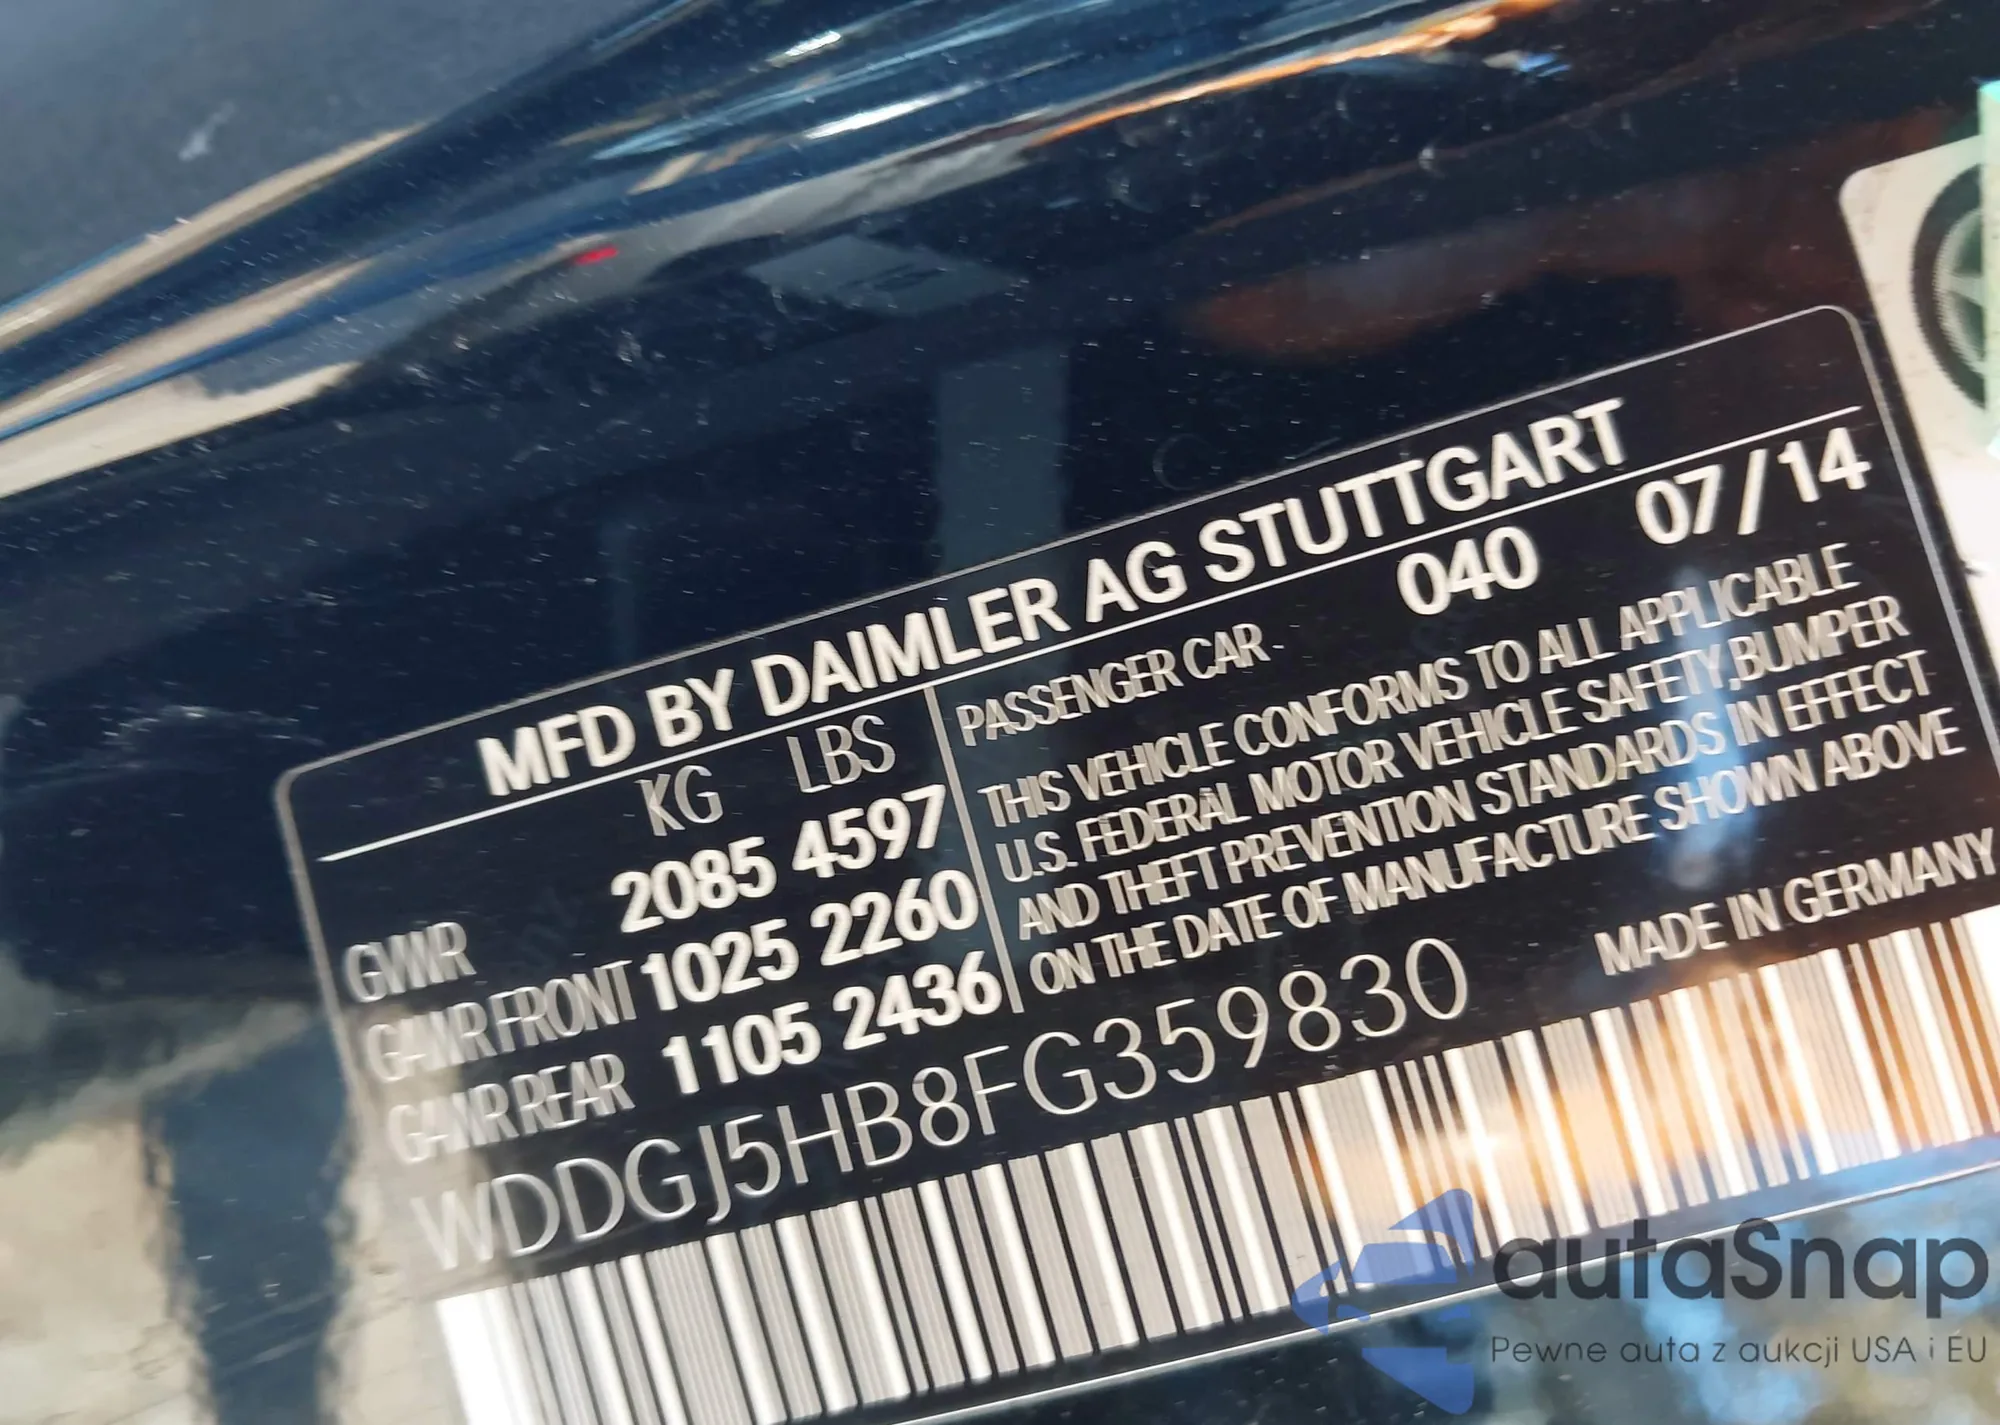 MFD BY DAIMLER AG STUTTGART
KG LBS
GVWR 2085 4597
GAWR FRONT 1025 2260
GAWR REAR 1105 2436
PASSENGER CAR 040 07/14
THIS VEHICLE CONFORMS TO ALL APPLICABLE
U.S. FEDERAL MOTOR VEHICLE SAFETY, BUMPER
AND THEFT PREVENTION STANDARDS IN EFFECT
ON THE DATE OF MANUFACTURE SHOWN ABOVE
WDDGJ5HB8FG359830
MADE IN GERMANY
autaSnap
Pewne auta z aukcji USA i EU